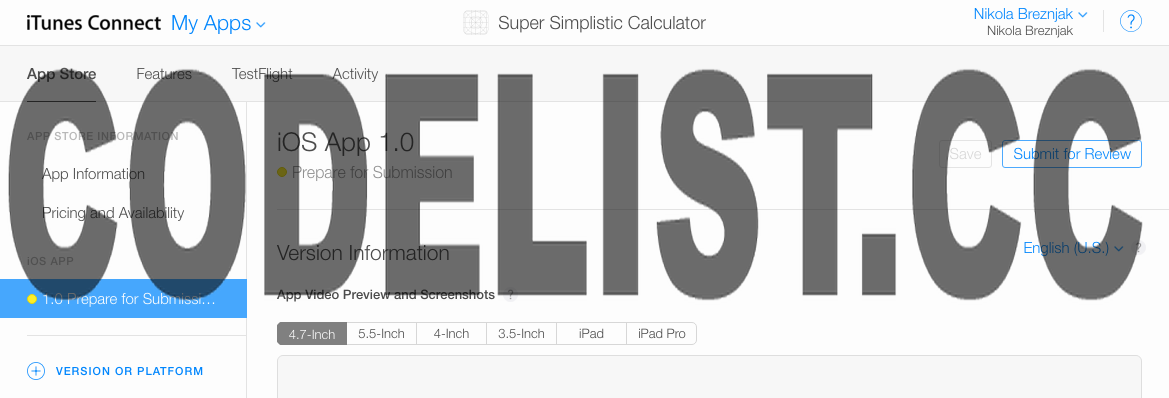 iTunes Connect My Apps Super Simplistic Calculator Nikola Breznjak ?
Nikola Breznjak
App Store Features TestFlight Activity
CODELIST.CC
APP STORE INFORMATION
App Information
Pricing and Availability
iOS APP
1.0 Prepare for Submissi...
VERSION OR PLATFORM
iOS App 1.0
Prepare for Submission
Save Submit for Review
Version Information English (U.S.) ?
App Video Preview and Screenshots ?
4.7-Inch 5.5-Inch 4-Inch 3.5-Inch iPad iPad Pro